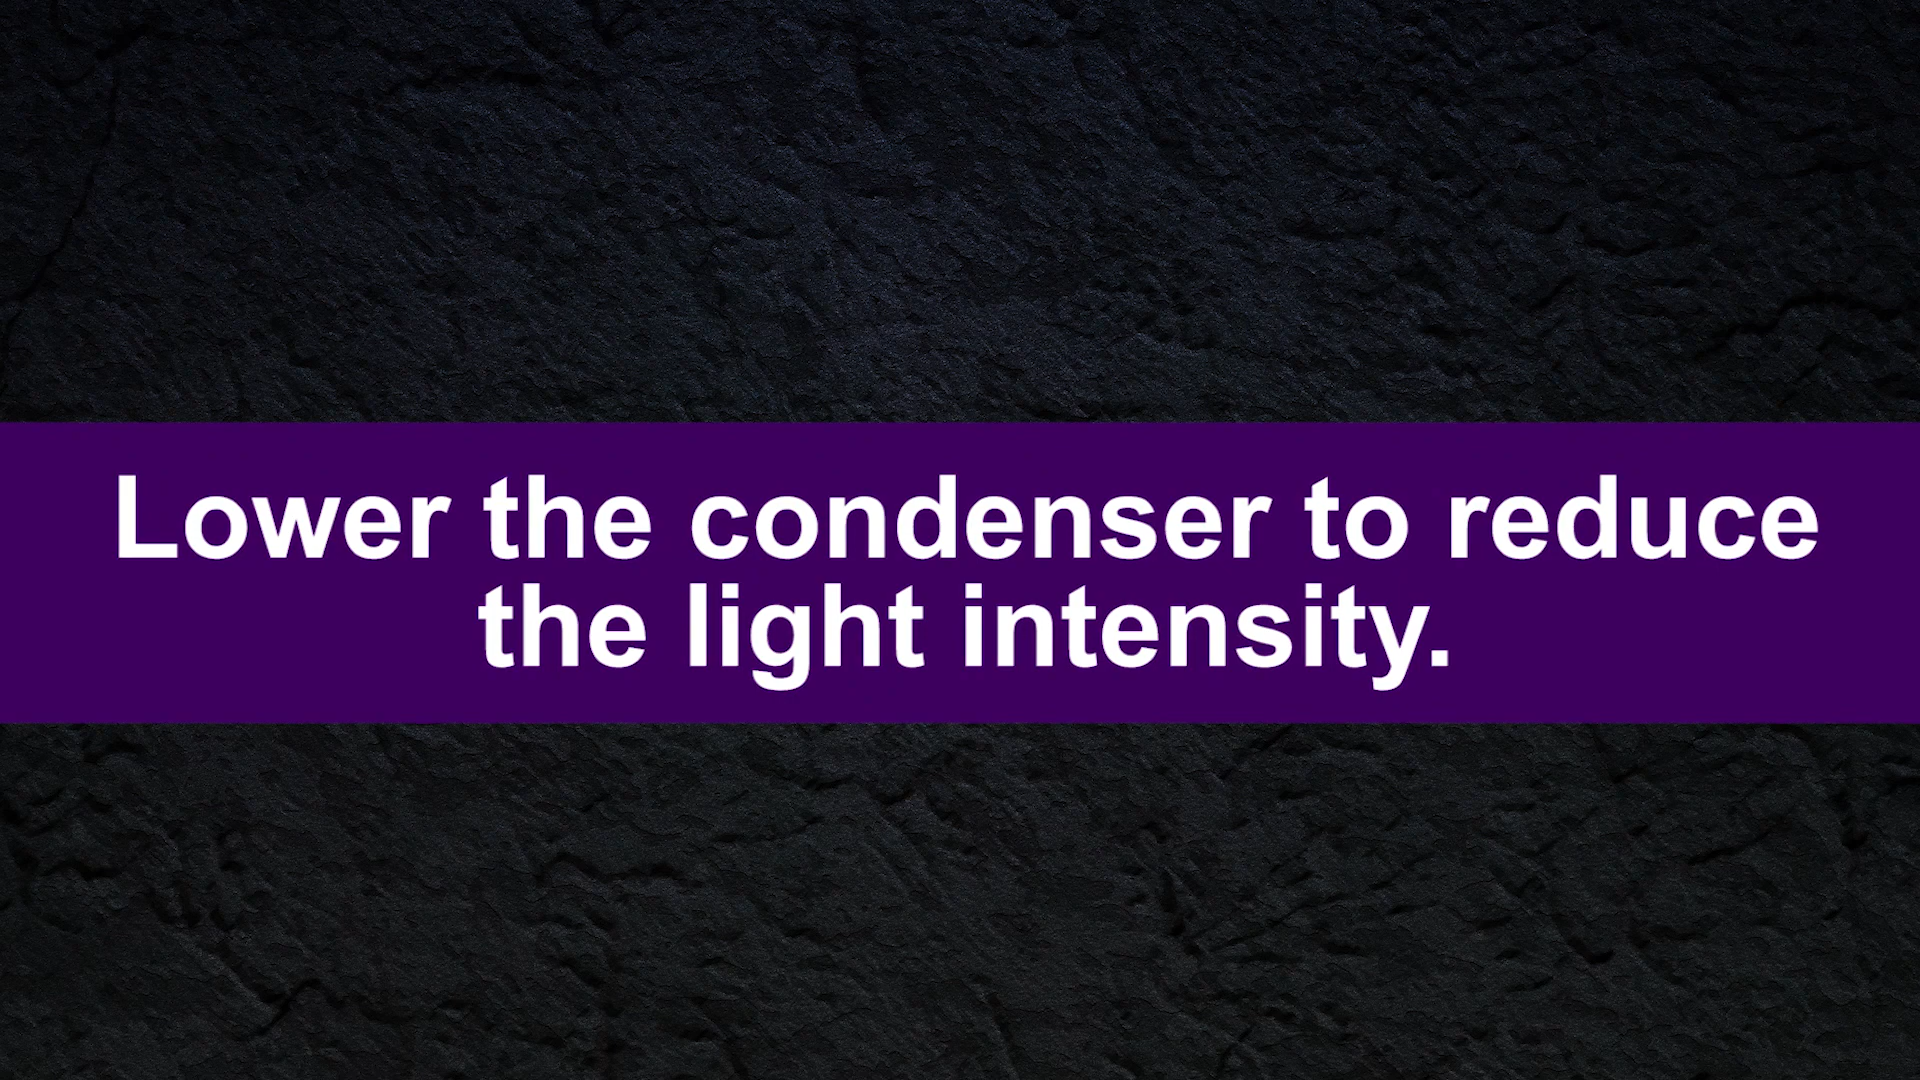 Lower the condenser to reduce
the light intensity.